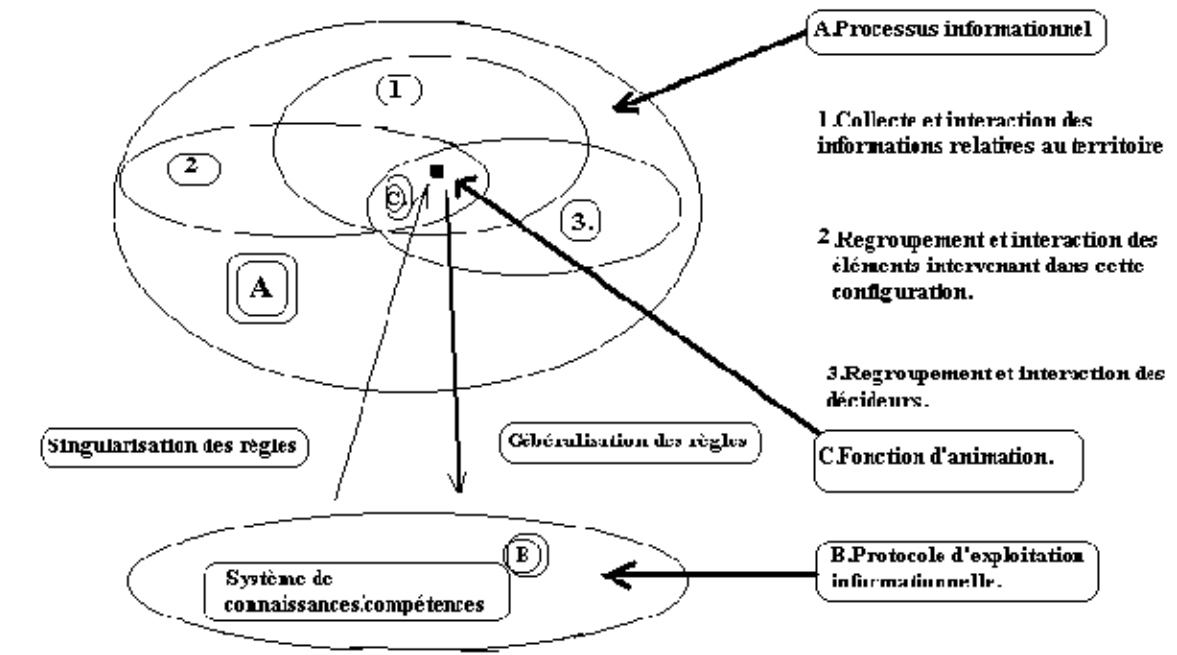 A.Processus informationnel
1
1.Collecte et interaction des
informations relatives au territoire
2
C.
3.
2.Regroupement et interaction des
éléments intervenant dans cette
configuration.
A
3.Regroupement et interaction des
décideurs.
Singularisation des règles
Gébéralisation des règles
C.Fonction d'animation.
B
B.Protocole d'exploitation
informationnelle.
Système de
connaissances/compétences